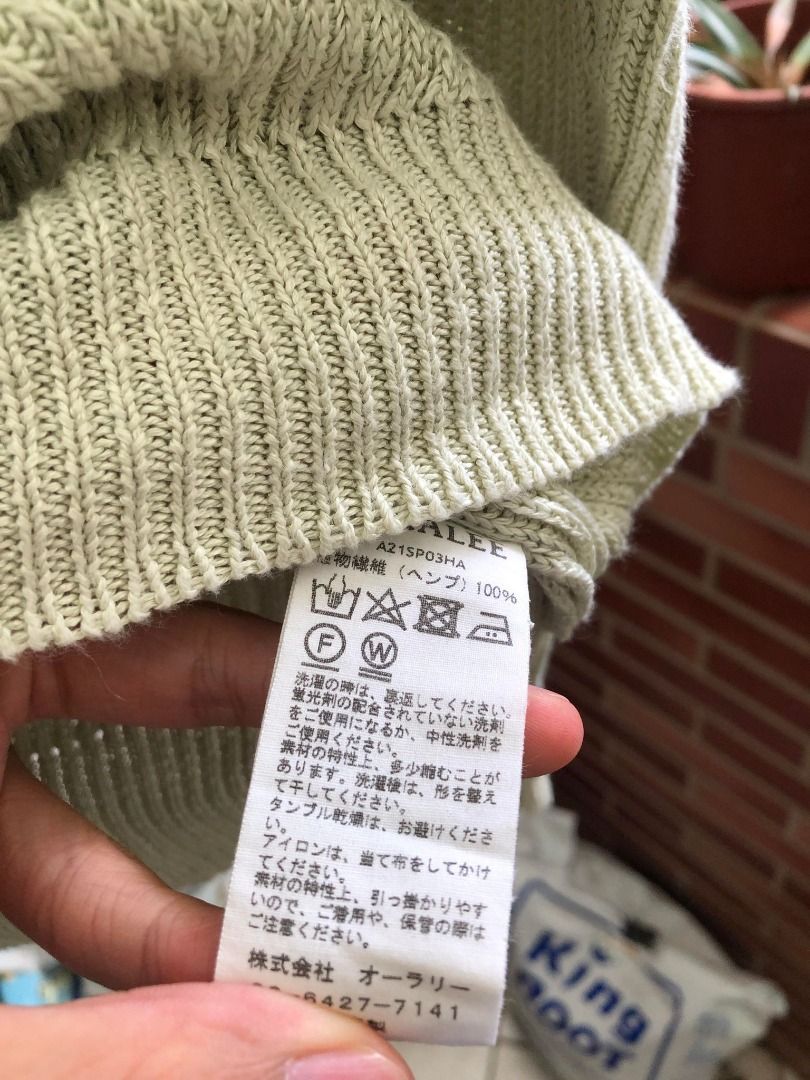 ALEE
A21SP03HA
物繊維 (ヘンプ) 100%
F W
洗濯の時は、裏返してください。
蛍光剤の配合されていない洗剤
をご使用になるか、中性洗剤を
ご使用ください。
素材の特性上、多少縮むことが
あります。洗濯後は、形を整え
て干してください。
タンブル乾燥は、お避けくださ
い。
アイロンは、当て布をしてかけ
てください。
素材の特性上、引っ掛かりやす
いので、ご着用や、保管の際は
ご注意ください。
株式会社 オーラリー
6427-7141
製
King
ROOT